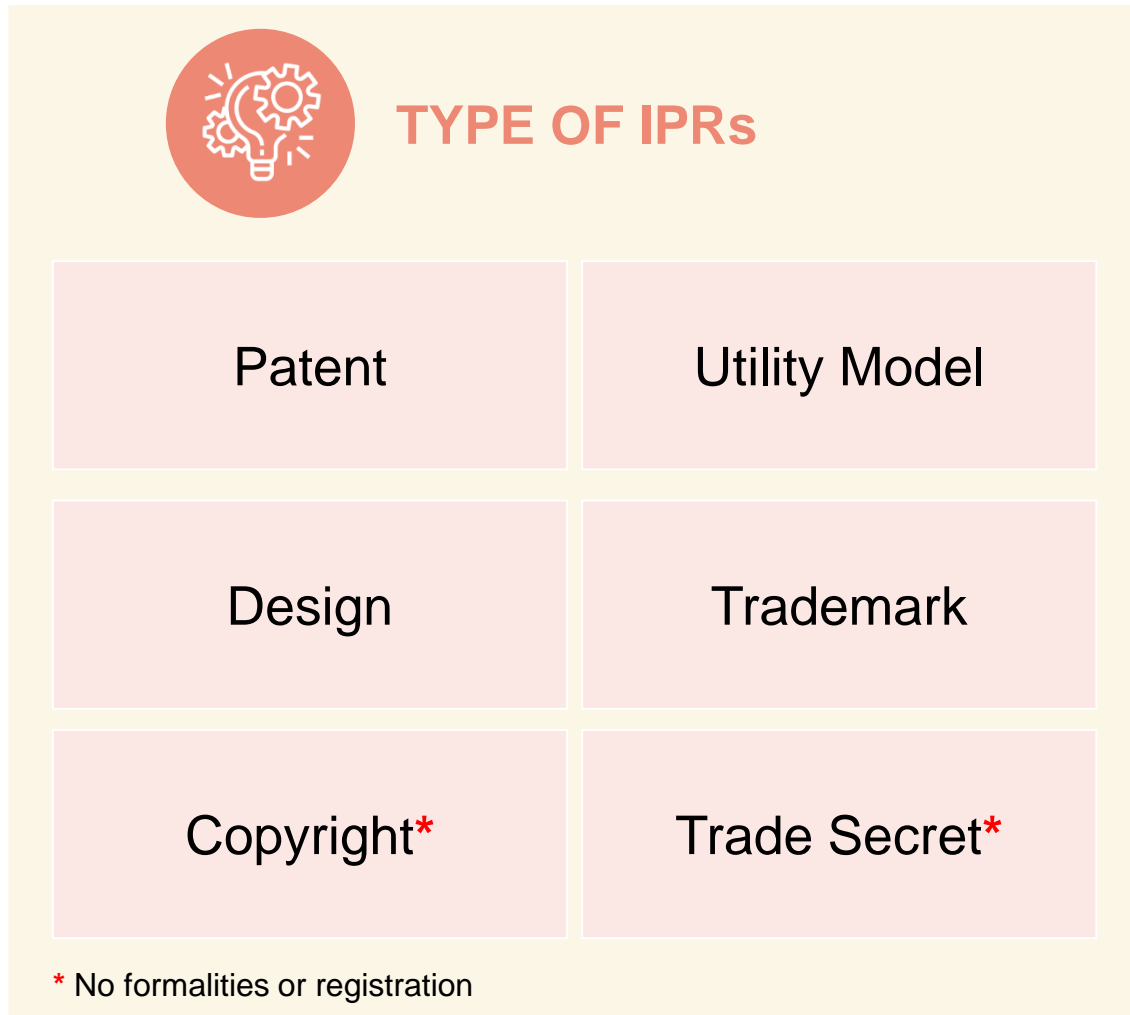 TYPE OF IPRs
Patent
Utility Model
Design
Trademark
Copyright*
Trade Secret*
* No formalities or registration